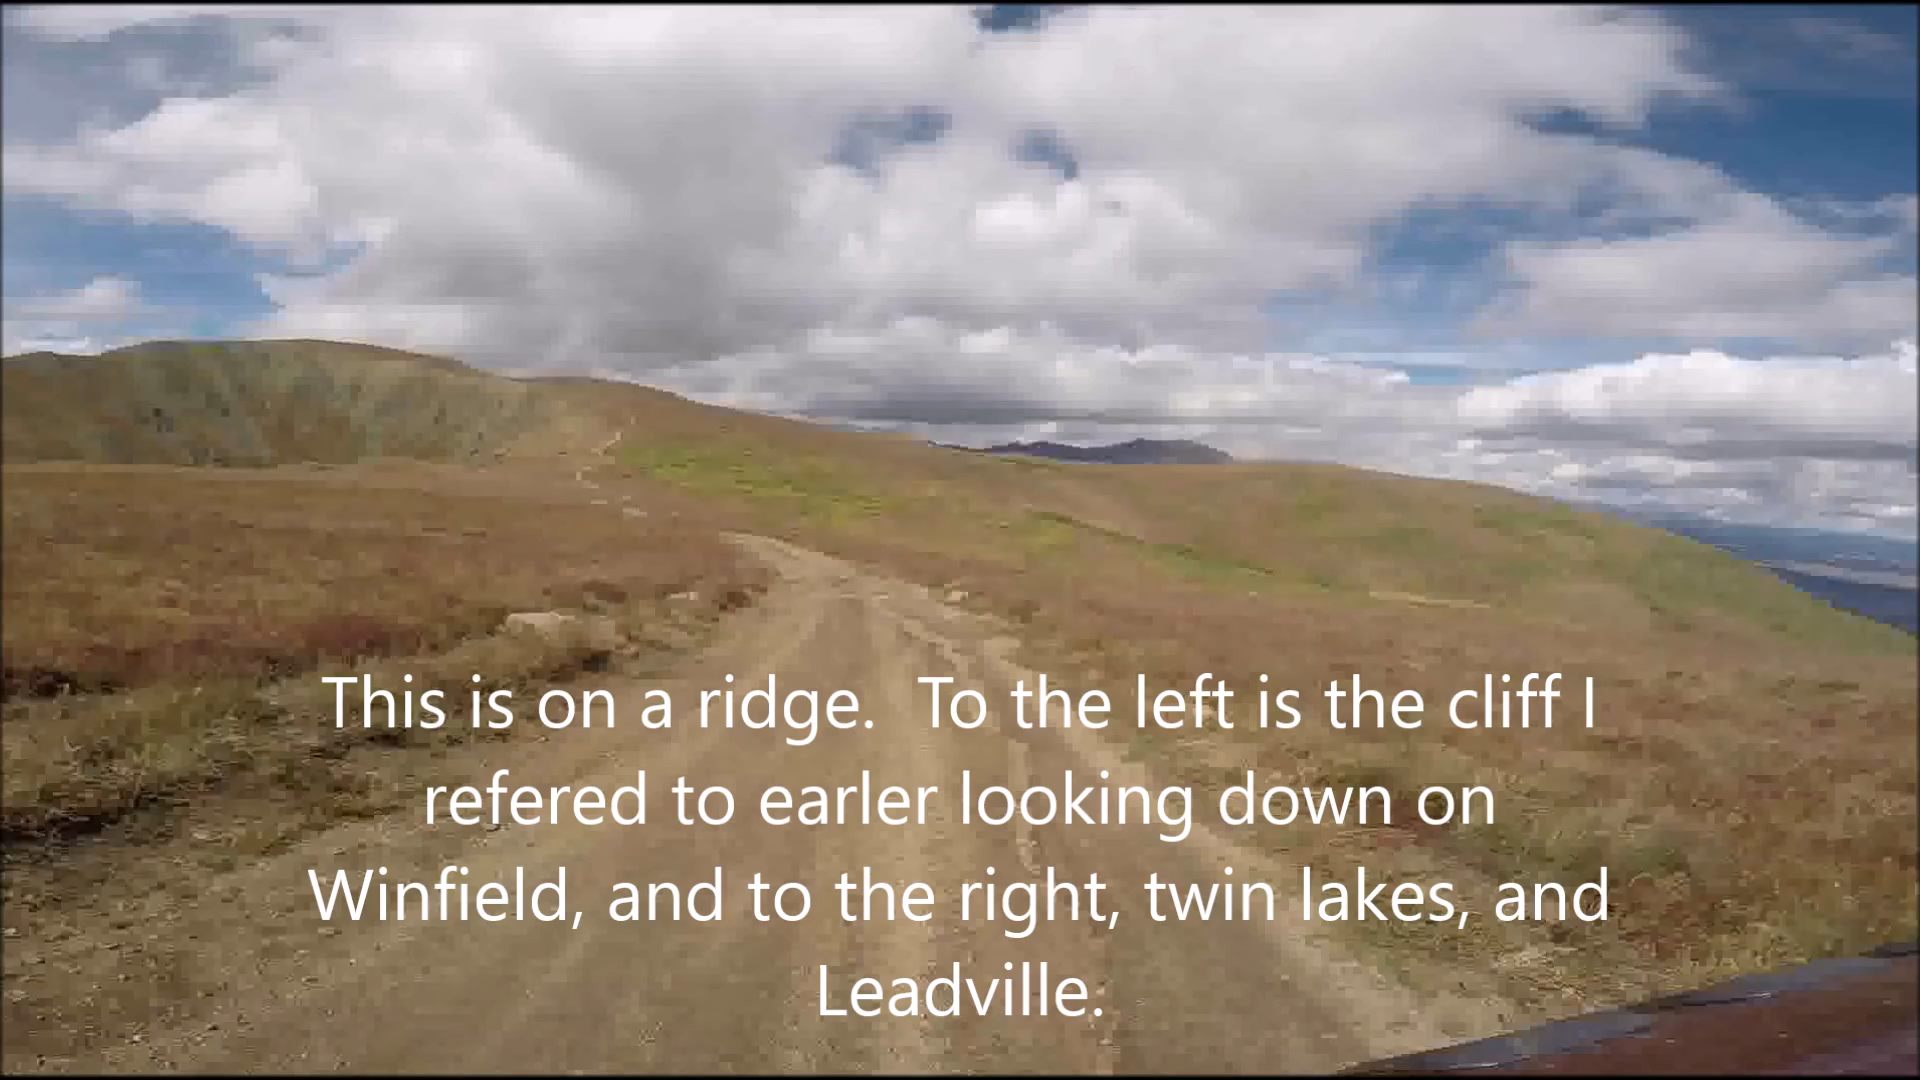 This is on a ridge.  To the left is the cliff I
refered to earler looking down on
Winfield, and to the right, twin lakes, and
Leadville.